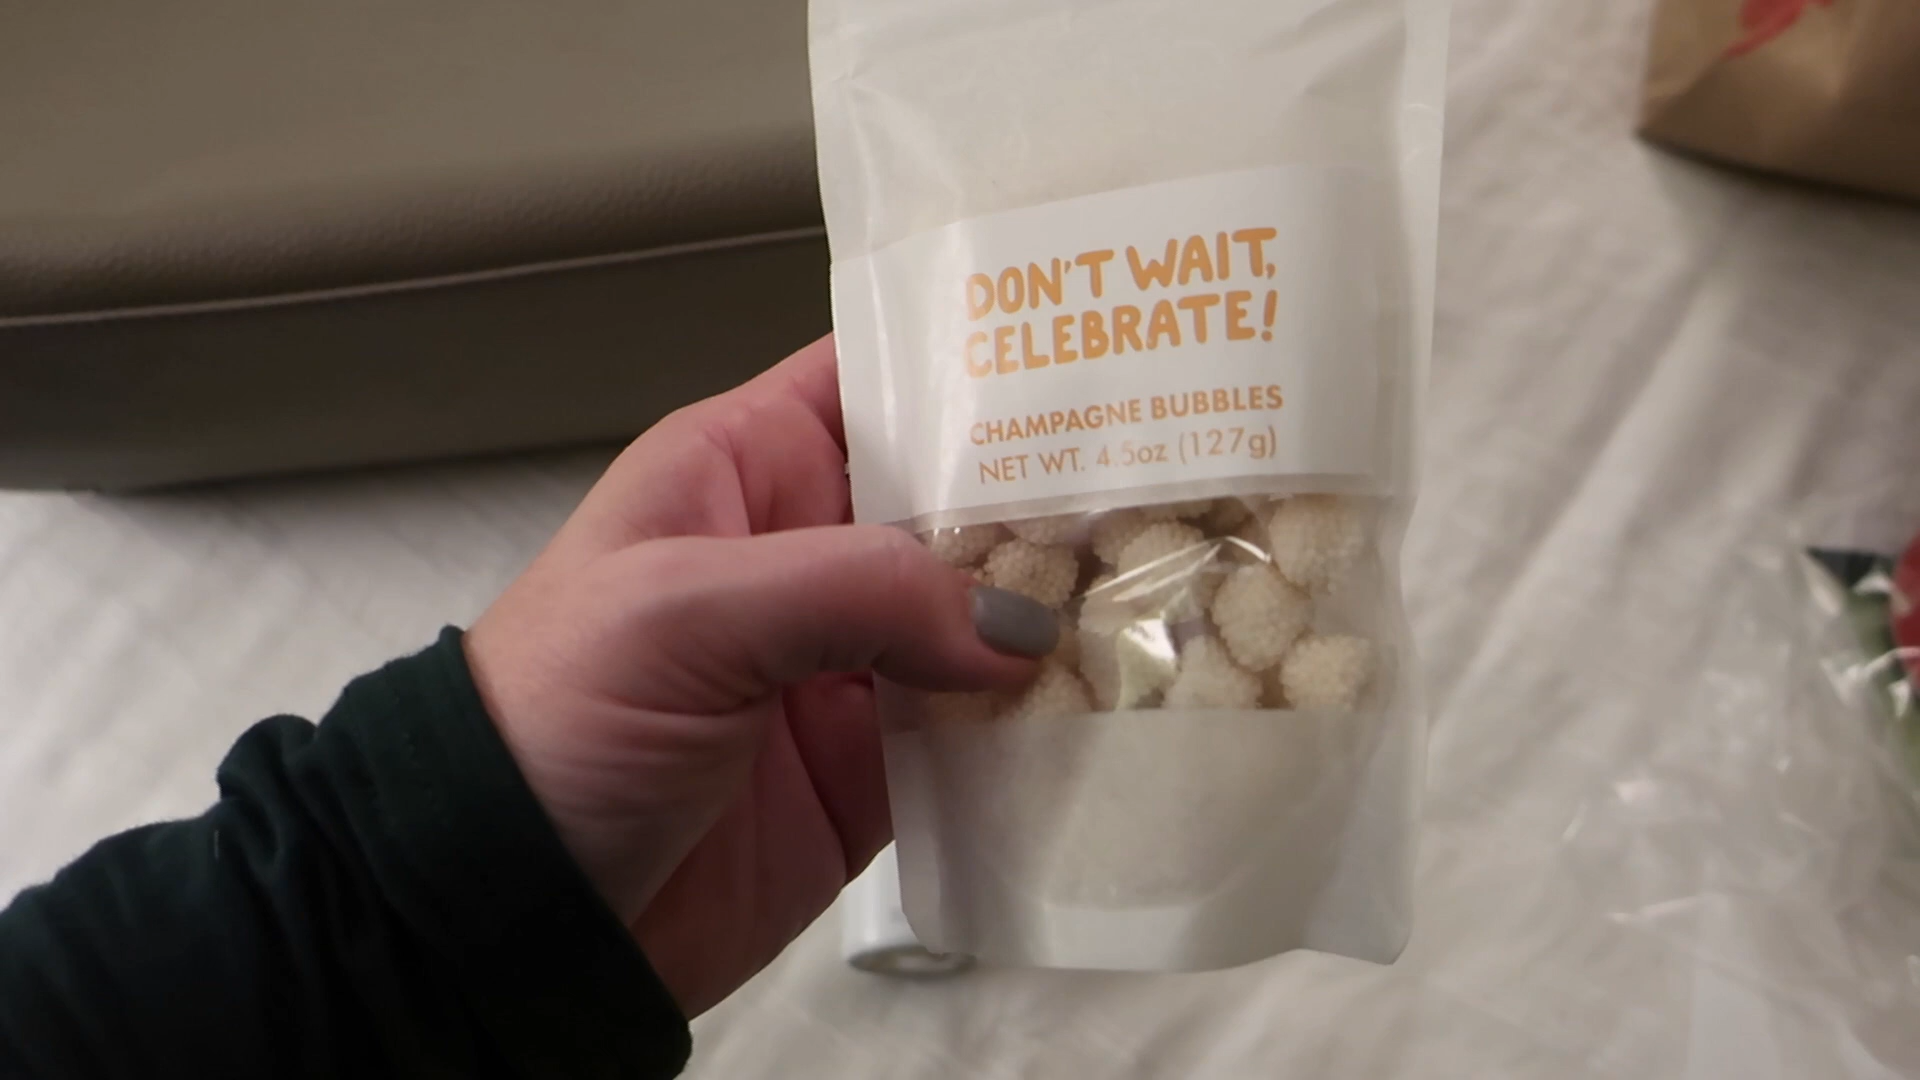 DON'T WAIT,
CELEBRATE!
CHAMPAGNE BUBBLES
NET WT. 4.5oz (127g)